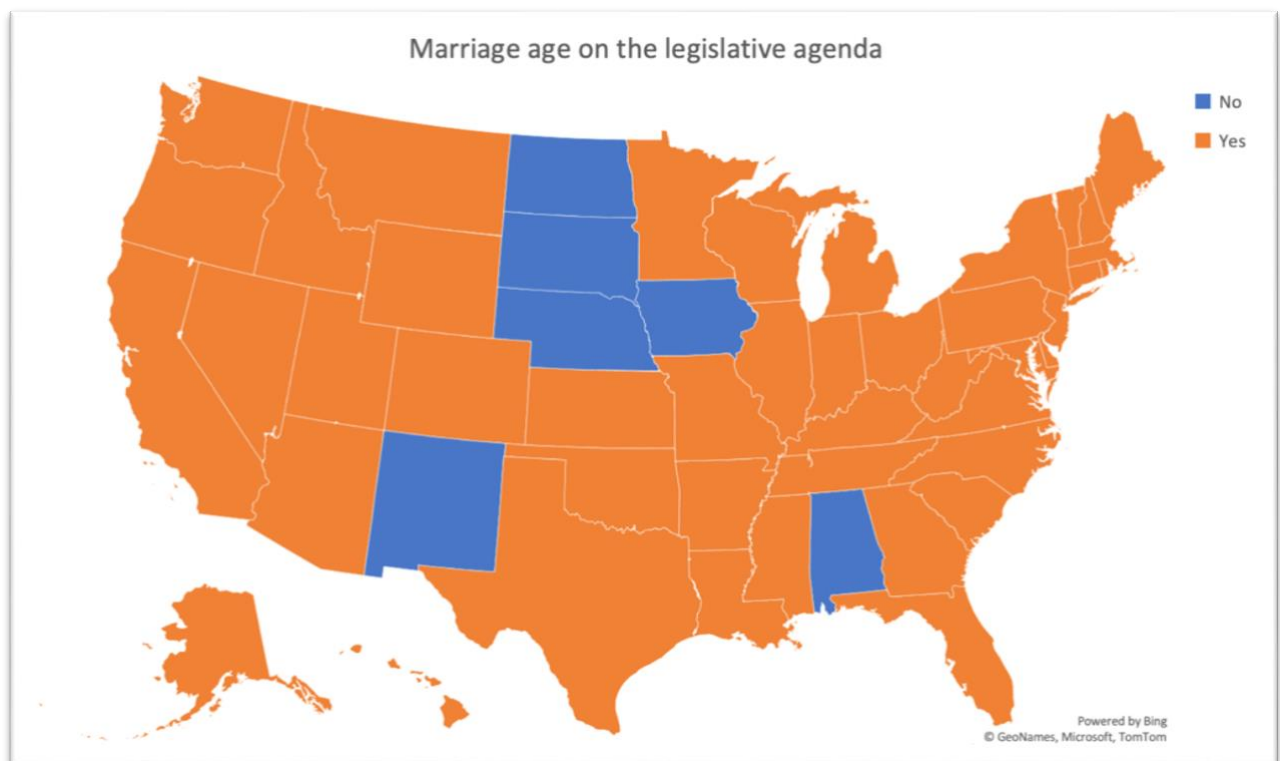 Marriage age on the legislative agenda
No
Yes
Powered by Bing
© GeoNames, Microsoft, TomTom